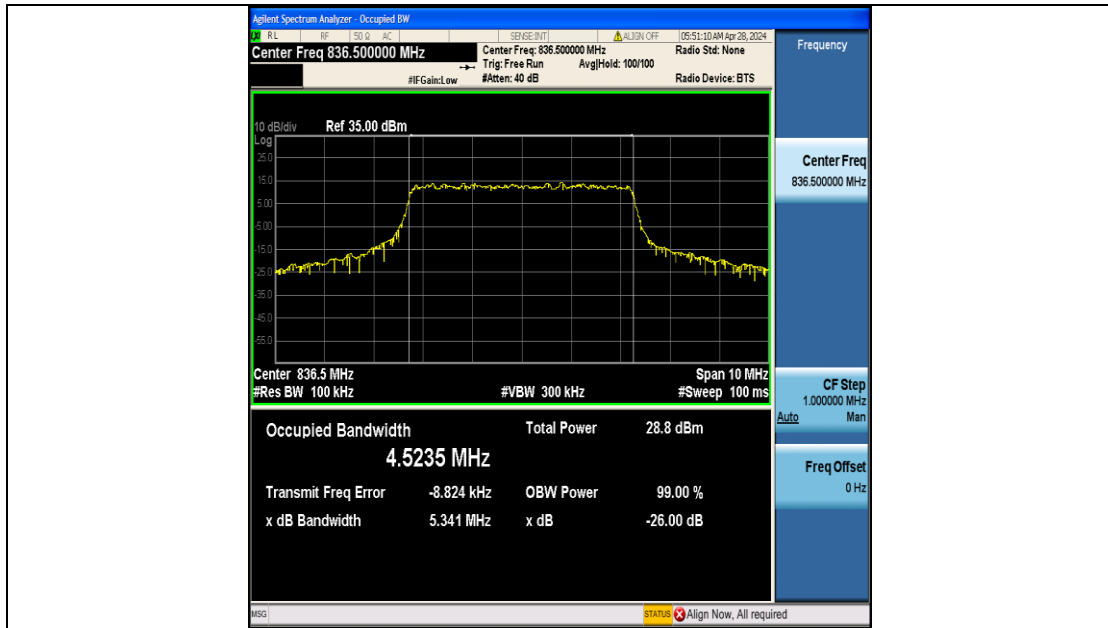 Agilent Spectrum Analyzer - Occupied BW
RL RF 50 Ω AC SENSE:INT ALIGN OFF 05:51:10 AM Apr 28, 2024
Center Freq 836.500000 MHz
Center Freq: 836.500000 MHz Radio Std: None
Trig: Free Run Avg|Hold: 100/100
#IFGain:Low #Atten: 40 dB Radio Device: BTS
Frequency
10 dB/div Ref 35.00 dBm
Log
25.0
15.0
5.00
-5.00
-15.0
-25.0
-35.0
-45.0
-55.0
Center 836.5 MHz Span 10 MHz
#Res BW 100 kHz #VBW 300 kHz #Sweep 100 ms
Center Freq
836.500000 MHz
CF Step
1.000000 MHz
Auto Man
Freq Offset
0 Hz
Occupied Bandwidth Total Power 28.8 dBm
4.5235 MHz
Transmit Freq Error -8.824 kHz OBW Power 99.00 %
x dB Bandwidth 5.341 MHz x dB -26.00 dB
MSG STATUS Align Now, All required